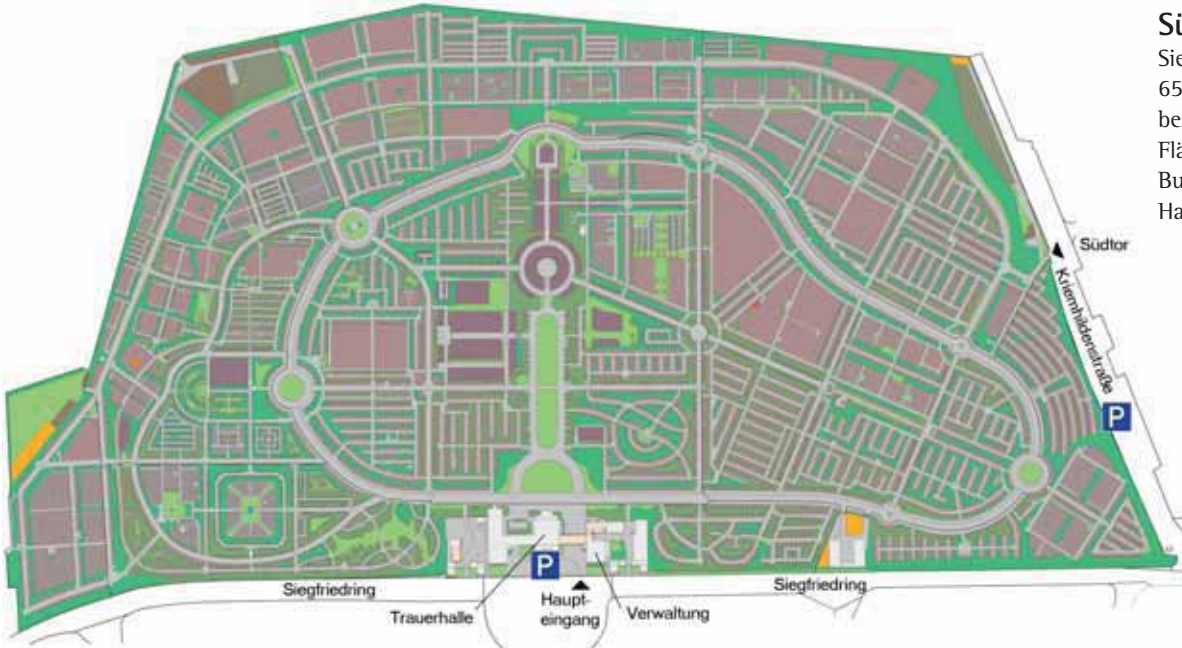 Sü
Sie
65
be
Flä
Bu
Ha
Südtor
Kriemhildenstraße
P
Siegfriedring
Siegfriedring
P
Trauerhalle
Haupt-
eingang
Verwaltung